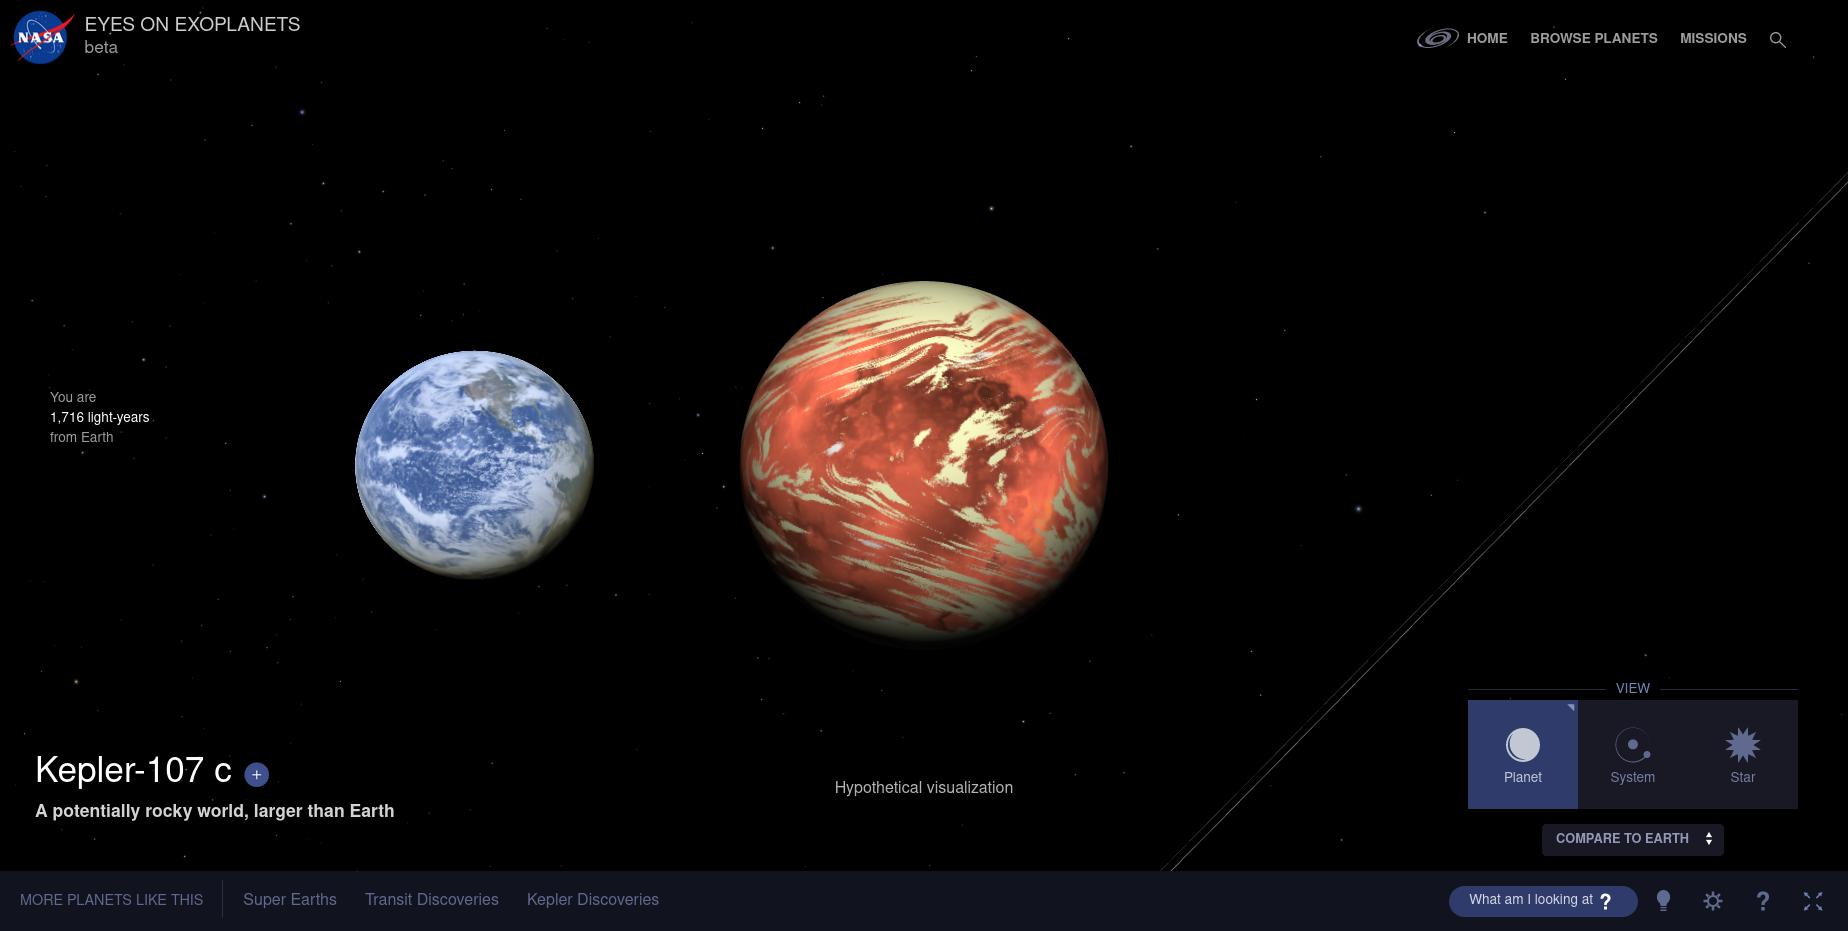 NASA
EYES ON EXOPLANETS
beta
HOME
BROWSE PLANETS
MISSIONS
You are
1,716 light-years
from Earth
Kepler-107 c +
A potentially rocky world, larger than Earth
Hypothetical visualization
VIEW
Planet
System
Star
COMPARE TO EARTH
MORE PLANETS LIKE THIS
Super Earths
Transit Discoveries
Kepler Discoveries
What am I looking at ?
?